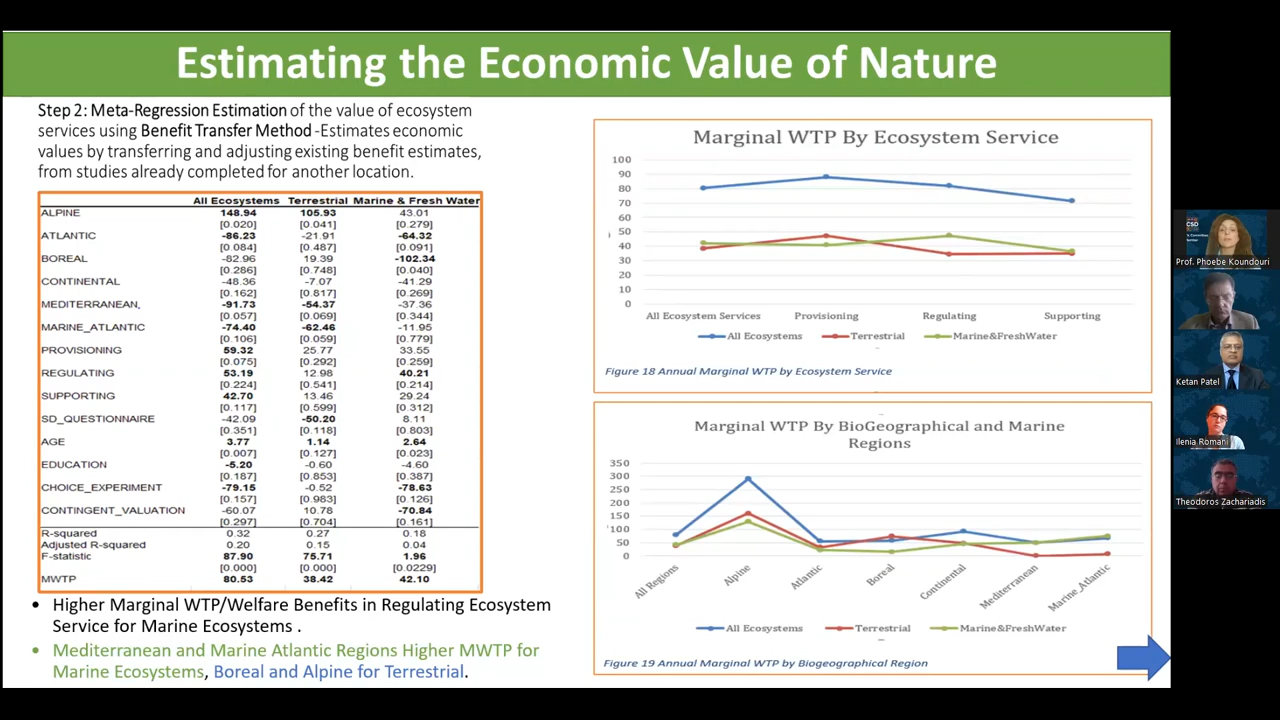 Estimating the Economic Value of Nature
Step 2: Meta-Regression Estimation of the value of ecosystem
services using Benefit Transfer Method -Estimates economic
values by transferring and adjusting existing benefit estimates,
from studies already completed for another location.
All Ecosystems Terrestrial Marine & Fresh Water
ALPINE 148.94 105.93 43.01
[0.020] [0.041] [0.279]
ATLANTIC -86.23 -21.91 -64.32
[0.084] [0.487] [0.091]
BOREAL -82.96 19.39 -102.34
[0.286] [0.748] [0.040]
CONTINENTAL -48.36 -7.07 -41.29
[0.162] [0.817] [0.269]
MEDITERRANEAN, -91.73 -54.37 -37.36
[0.057] [0.069] [0.344]
MARINE_ATLANTIC -74.40 -62.46 -11.95
[0.106] [0.059] [0.779]
PROVISIONING 59.32 25.77 33.55
[0.075] [0.292] [0.259]
REGULATING 53.19 12.98 40.21
[0.224] [0.541] [0.214]
SUPPORTING 42.70 13.46 29.24
[0.117] [0.599] [0.312]
SD_QUESTIONNAIRE -42.09 -50.20 8.11
[0.351] [0.118] [0.803]
AGE 3.77 1.14 2.64
[0.007] [0.127] [0.023]
EDUCATION -5.20 -0.60 -4.60
[0.187] [0.853] [0.387]
CHOICE_EXPERIMENT -79.15 -0.52 -78.63
[0.157] [0.983] [0.126]
CONTINGENT_VALUATION -60.07 10.78 -70.84
[0.297] [0.704] [0.161]
R-squared 0.32 0.27 0.18
Adjusted R-squared 0.20 0.15 0.04
F-statistic 87.90 75.71 1.96
[0.000] [0.000] [0.0229]
MWTP 80.53 38.42 42.10
• Higher Marginal WTP/Welfare Benefits in Regulating Ecosystem
Service for Marine Ecosystems .
• Mediterranean and Marine Atlantic Regions Higher MWTP for
Marine Ecosystems, Boreal and Alpine for Terrestrial.
Marginal WTP By Ecosystem Service
100
90
80
70
60
50
40
30
20
10
0
All Ecosystem Services Provisioning Regulating Supporting
All Ecosystems Terrestrial Marine&FreshWater
Figure 18 Annual Marginal WTP by Ecosystem Service
Marginal WTP By BioGeographical and Marine
Regions
350
300
250
200
150
100
50
0
All Regions Alpine Atlantic Boreal Continental Mediterranean Marine_Atlantic
All Ecosystems Terrestrial Marine&FreshWater
Figure 19 Annual Marginal WTP by Biogeographical Region
CSD
Prof. Phoebe Koundouri
Ketan Patel
Ilenia Romani
Theodoros Zachariadis